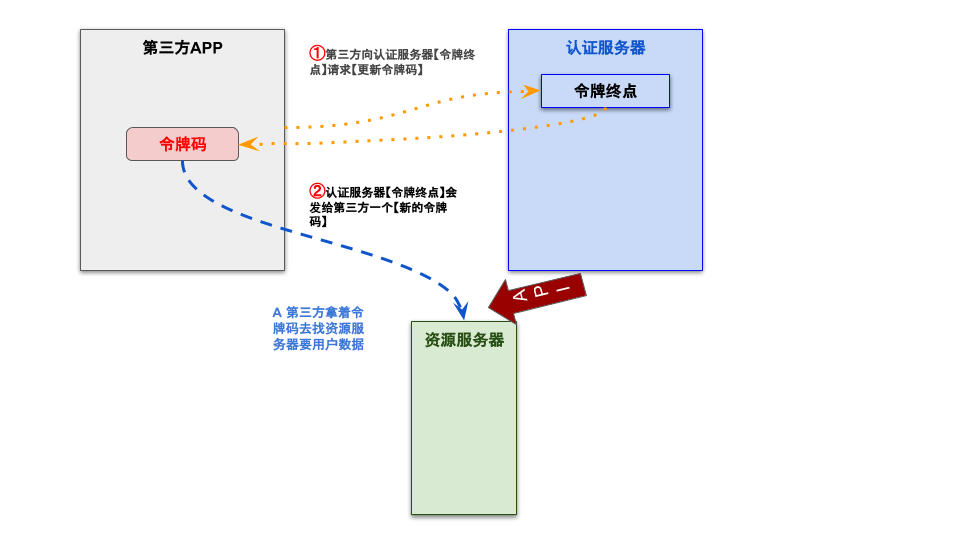 第三方APP
①第三方向认证服务器【令牌终
点】请求【更新令牌码】
认证服务器
令牌终点
令牌码
②认证服务器【令牌终点】会
发给第三方一个【新的令牌
码】
API
A 第三方拿着令
牌码去找资源服
务器要用户数据
资源服务器